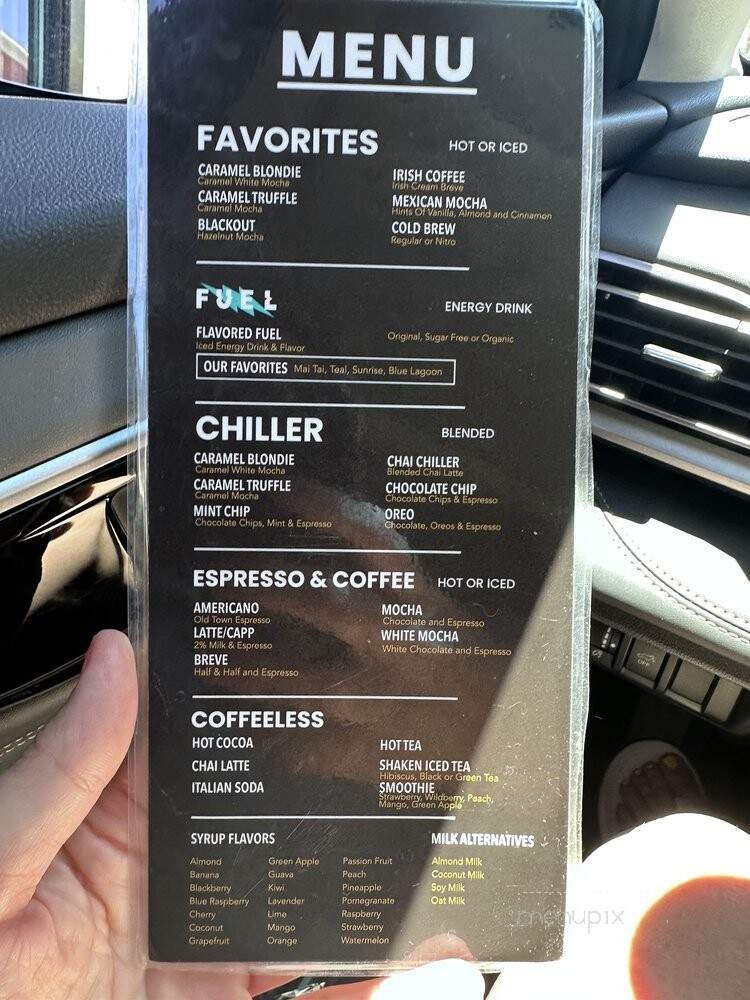 MENU
FAVORITES HOT OR ICED
CARAMEL BLONDIE
Caramel White Mocha
CARAMEL TRUFFLE
Caramel Mocha
BLACKOUT
Hazelnut Mocha
IRISH COFFEE
Irish Cream Breve
MEXICAN MOCHA
Hints Of Vanilla, Almond and Cinnamon
COLD BREW
Regular or Nitro
FUEL ENERGY DRINK
FLAVORED FUEL
Iced Energy Drink & Flavor
Original, Sugar Free or Organic
OUR FAVORITES Mai Tai, Teal, Sunrise, Blue Lagoon
CHILLER BLENDED
CARAMEL BLONDIE
Caramel White Mocha
CARAMEL TRUFFLE
Caramel Mocha
MINT CHIP
Chocolate Chips, Mint & Espresso
CHAI CHILLER
Blended Chai Latte
CHOCOLATE CHIP
Chocolate Chips & Espresso
OREO
Chocolate, Oreos & Espresso
ESPRESSO & COFFEE HOT OR ICED
AMERICANO
Old Town Espresso
LATTE/CAPP
2% Milk & Espresso
BREVE
Half & Half and Espresso
MOCHA
Chocolate and Espresso
WHITE MOCHA
White Chocolate and Espresso
COFFEELESS
HOT COCOA
CHAI LATTE
ITALIAN SODA
HOT TEA
SHAKEN ICED TEA
Hibiscus, Black or Green Tea
SMOOTHIE
Strawberry, Wildberry, Peach,
Mango, Green Apple
SYRUP FLAVORS
Almond
Banana
Blackberry
Blue Raspberry
Cherry
Coconut
Grapefruit
Green Apple
Guava
Kiwi
Lavender
Lime
Mango
Orange
Passion Fruit
Peach
Pineapple
Pomegranate
Raspberry
Strawberry
Watermelon
MILK ALTERNATIVES
Almond Milk
Coconut Milk
Soy Milk
Oat Milk
menupix
OFF